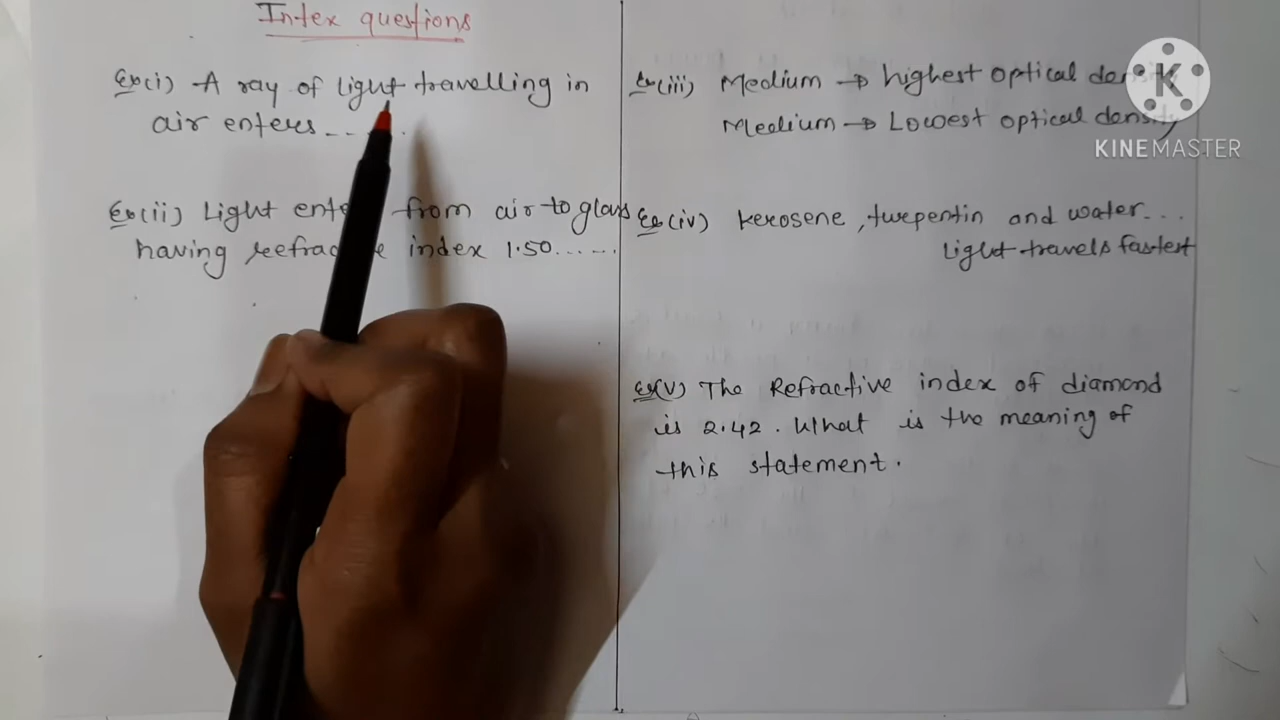 Intex questions
Ex(i) A ray of light travelling in
air enters.....
Ex(ii) Light from air to glass
having index 1.50......
Ex(iii) Medium → highest optical
Medium → Lowest optical density
Ex(iv) kerosene, turpentin and water...
light travels fastest
Ex(v) The Refractive index of diamond
is 2.42. What is the meaning of
this statement.
K
KINEMASTER